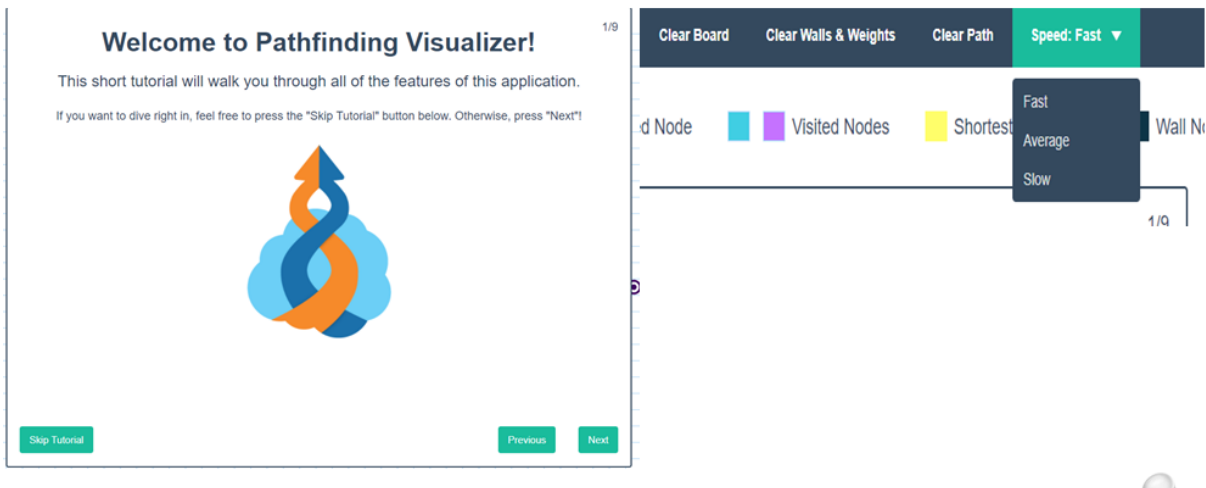 1/9
Welcome to Pathfinding Visualizer!
This short tutorial will walk you through all of the features of this application.
If you want to dive right in, feel free to press the "Skip Tutorial" button below. Otherwise, press "Next"!
Skip Tutorial
Previous
Next
Clear Board
Clear Walls & Weights
Clear Path
Speed: Fast ▼
Fast
Average
Slow
d Node
Visited Nodes
Shortest
Wall No
1/9